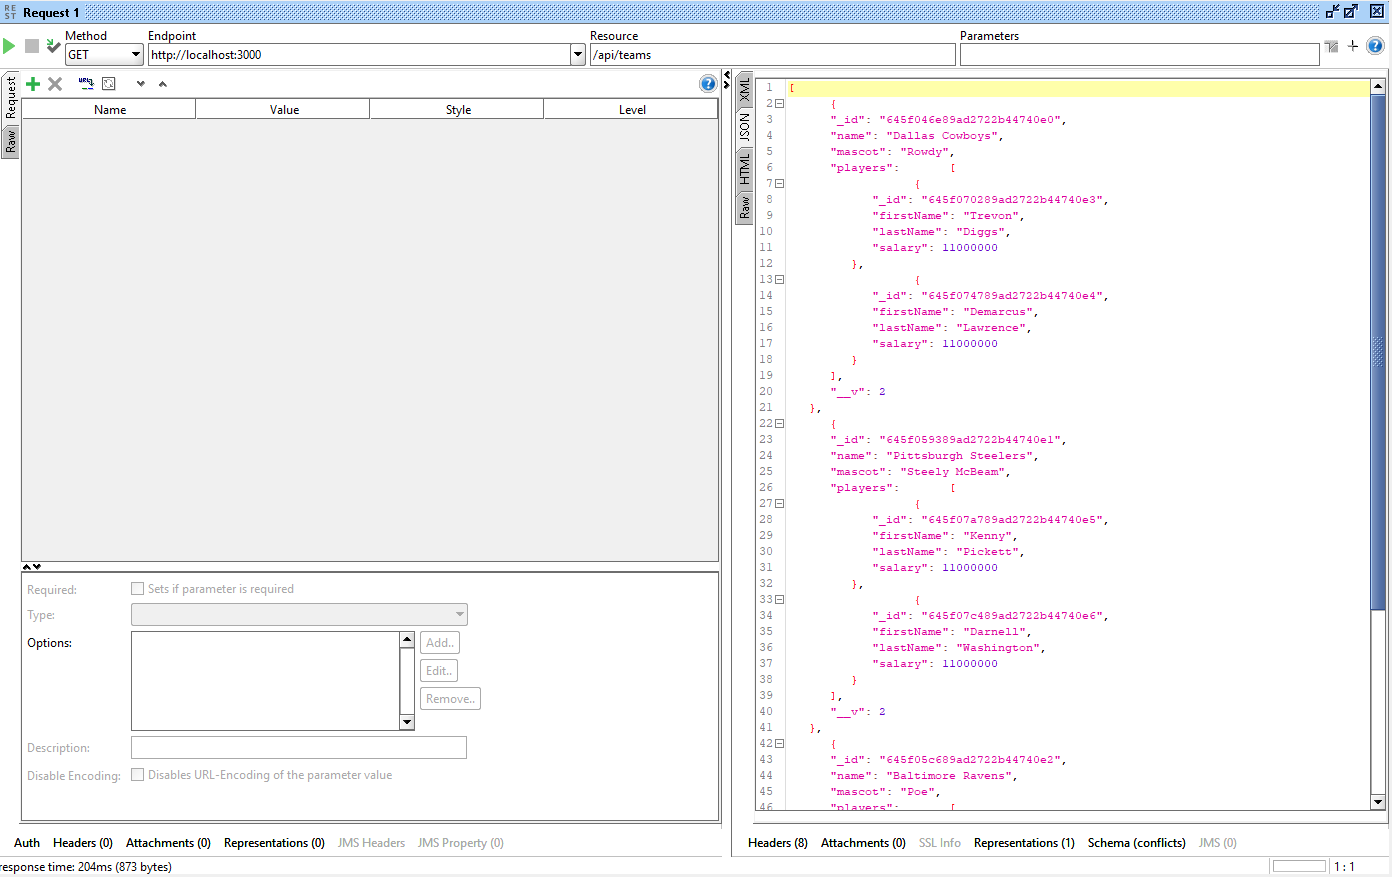 REST Request 1
Method Endpoint Resource Parameters
GET http://localhost:3000 /api/teams
Request
Raw
Name Value Style Level
Required: Sets if parameter is required
Type:
Options:
Add..
Edit..
Remove..
Description:
Disable Encoding: Disables URL-Encoding of the parameter value
Auth Headers (0) Attachments (0) Representations (0) JMS Headers JMS Property (0)
XML
JSON
HTML
Raw
1 [
2 {
3 "_id": "645f046e89ad2722b44740e0",
4 "name": "Dallas Cowboys",
5 "mascot": "Rowdy",
6 "players": [
7 {
8 "_id": "645f070289ad2722b44740e3",
9 "firstName": "Trevon",
10 "lastName": "Diggs",
11 "salary": 11000000
12 },
13 {
14 "_id": "645f074789ad2722b44740e4",
15 "firstName": "Demarcus",
16 "lastName": "Lawrence",
17 "salary": 11000000
18 }
19 ],
20 "__v": 2
21 },
22 {
23 "_id": "645f059389ad2722b44740e1",
24 "name": "Pittsburgh Steelers",
25 "mascot": "Steely McBeam",
26 "players": [
27 {
28 "_id": "645f07a789ad2722b44740e5",
29 "firstName": "Kenny",
30 "lastName": "Pickett",
31 "salary": 11000000
32 },
33 {
34 "_id": "645f07c489ad2722b44740e6",
35 "firstName": "Darnell",
36 "lastName": "Washington",
37 "salary": 11000000
38 }
39 ],
40 "__v": 2
41 },
42 {
43 "_id": "645f05c689ad2722b44740e2",
44 "name": "Baltimore Ravens",
45 "mascot": "Poe",
46 "players": [
Headers (8) Attachments (0) SSL Info Representations (1) Schema (conflicts) JMS (0)
response time: 204ms (873 bytes)
1 : 1